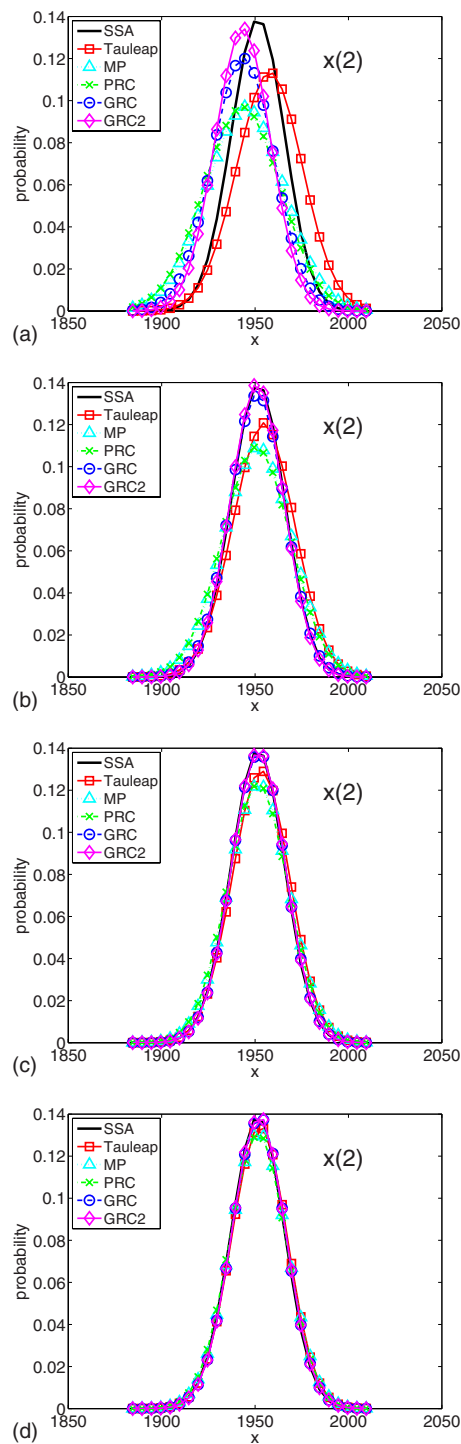 0.14
0.12
0.1
0.08
0.06
0.04
0.02
0
probability
SSA
Tauleap
MP
PRC
GRC
GRC2
x(2)
1850
1900
1950
2000
2050
x
(a)
0.14
0.12
0.1
0.08
0.06
0.04
0.02
0
probability
SSA
Tauleap
MP
PRC
GRC
GRC2
x(2)
1850
1900
1950
2000
2050
x
(b)
0.14
0.12
0.1
0.08
0.06
0.04
0.02
0
probability
SSA
Tauleap
MP
PRC
GRC
GRC2
x(2)
1850
1900
1950
2000
2050
x
(c)
0.14
0.12
0.1
0.08
0.06
0.04
0.02
0
probability
SSA
Tauleap
MP
PRC
GRC
GRC2
x(2)
1850
1900
1950
2000
2050
x
(d)